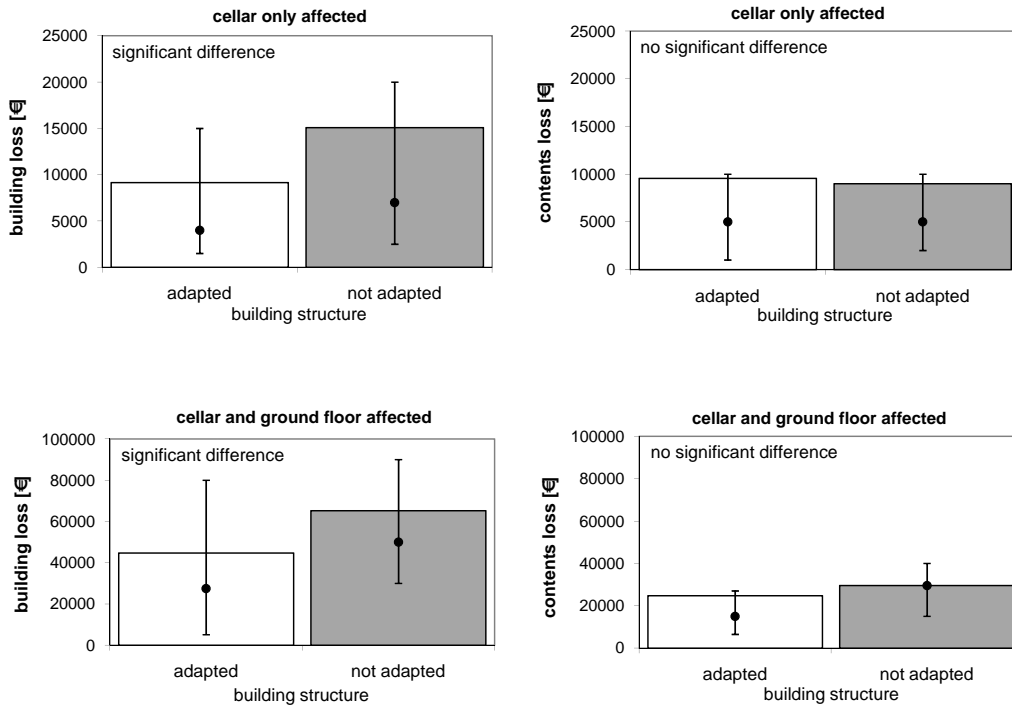 cellar only affected
significant difference
building loss [€]
25000
20000
15000
10000
5000
0
adapted
not adapted
building structure
cellar only affected
no significant difference
contents loss [€]
25000
20000
15000
10000
5000
0
adapted
not adapted
building structure
cellar and ground floor affected
significant difference
building loss [€]
100000
80000
60000
40000
20000
0
adapted
not adapted
building structure
cellar and ground floor affected
no significant difference
contents loss [€]
100000
80000
60000
40000
20000
0
adapted
not adapted
building structure